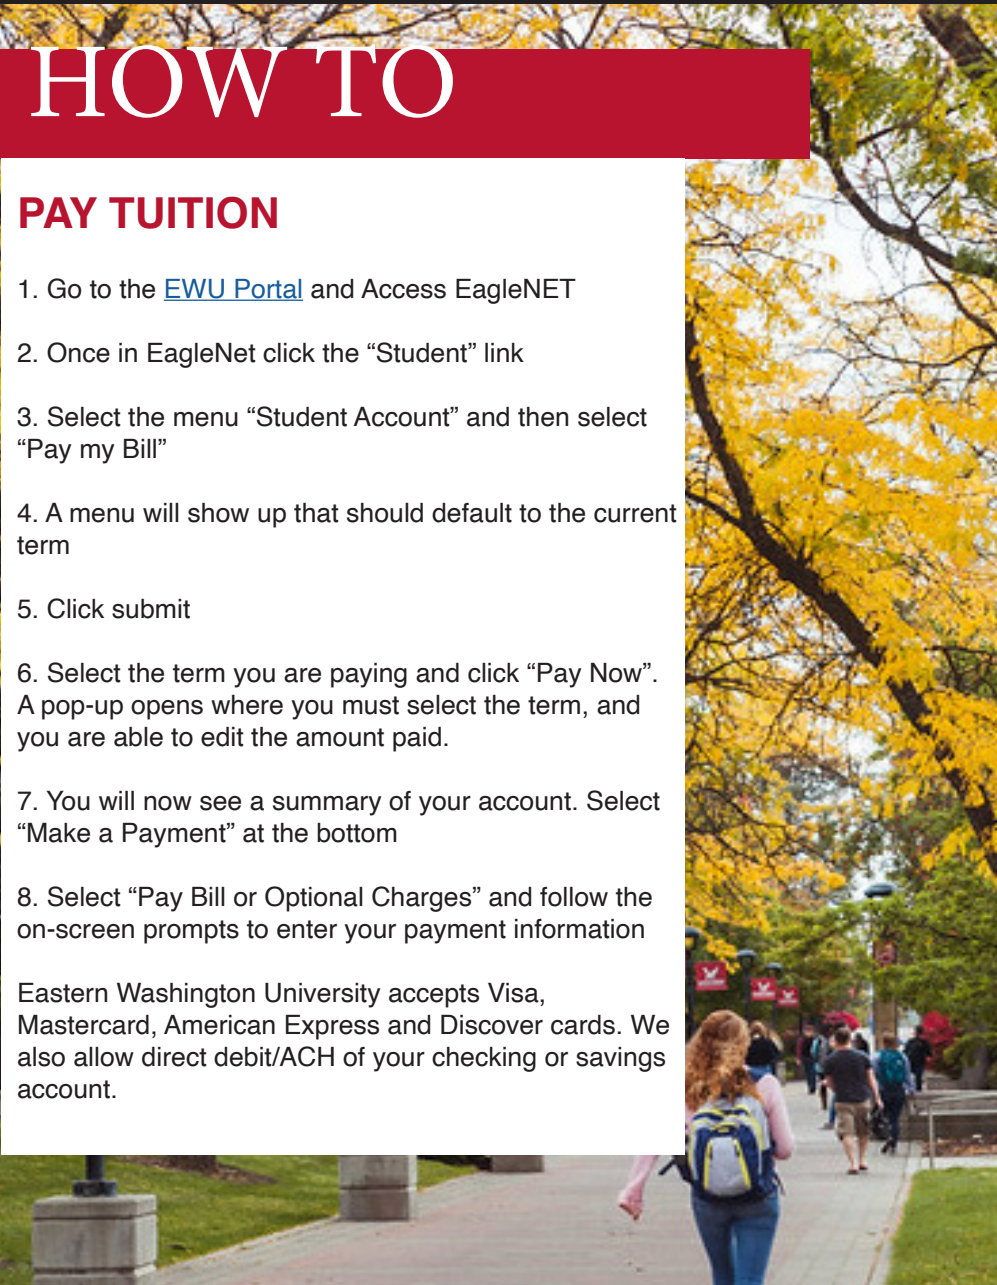 HOW TO
PAY TUITION
1. Go to the EWU Portal and Access EagleNET
2. Once in EagleNet click the “Student” link
3. Select the menu “Student Account” and then select
“Pay my Bill”
4. A menu will show up that should default to the current
term
5. Click submit
6. Select the term you are paying and click “Pay Now”.
A pop-up opens where you must select the term, and
you are able to edit the amount paid.
7. You will now see a summary of your account. Select
“Make a Payment” at the bottom
8. Select “Pay Bill or Optional Charges” and follow the
on-screen prompts to enter your payment information
Eastern Washington University accepts Visa,
Mastercard, American Express and Discover cards. We
also allow direct debit/ACH of your checking or savings
account.